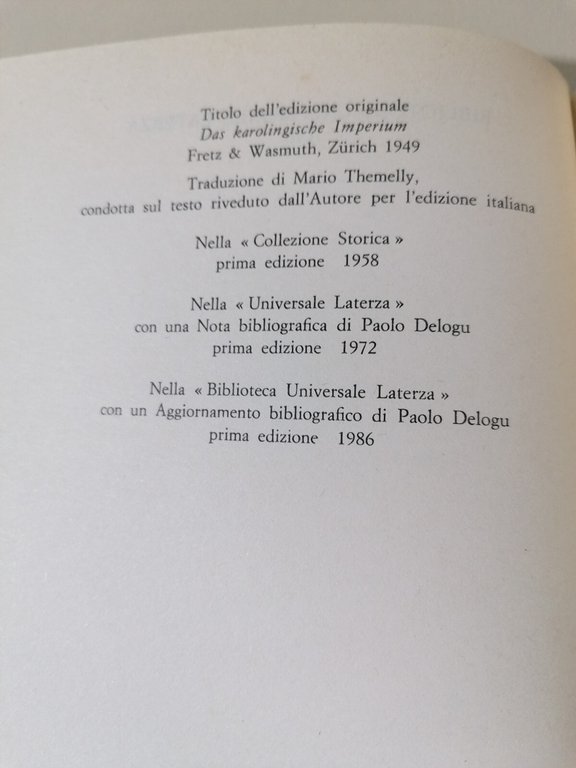 Titolo dell'edizione originale
Das karolingische Imperium
Fretz & Wasmuth, Zürich 1949
Traduzione di Mario Themelly,
condotta sul testo riveduto dall'Autore per l'edizione italiana
Nella « Collezione Storica »
prima edizione 1958
Nella « Universale Laterza »
con una Nota bibliografica di Paolo Delogu
prima edizione 1972
Nella « Biblioteca Universale Laterza »
con un Aggiornamento bibliografico di Paolo Delogu
prima edizione 1986